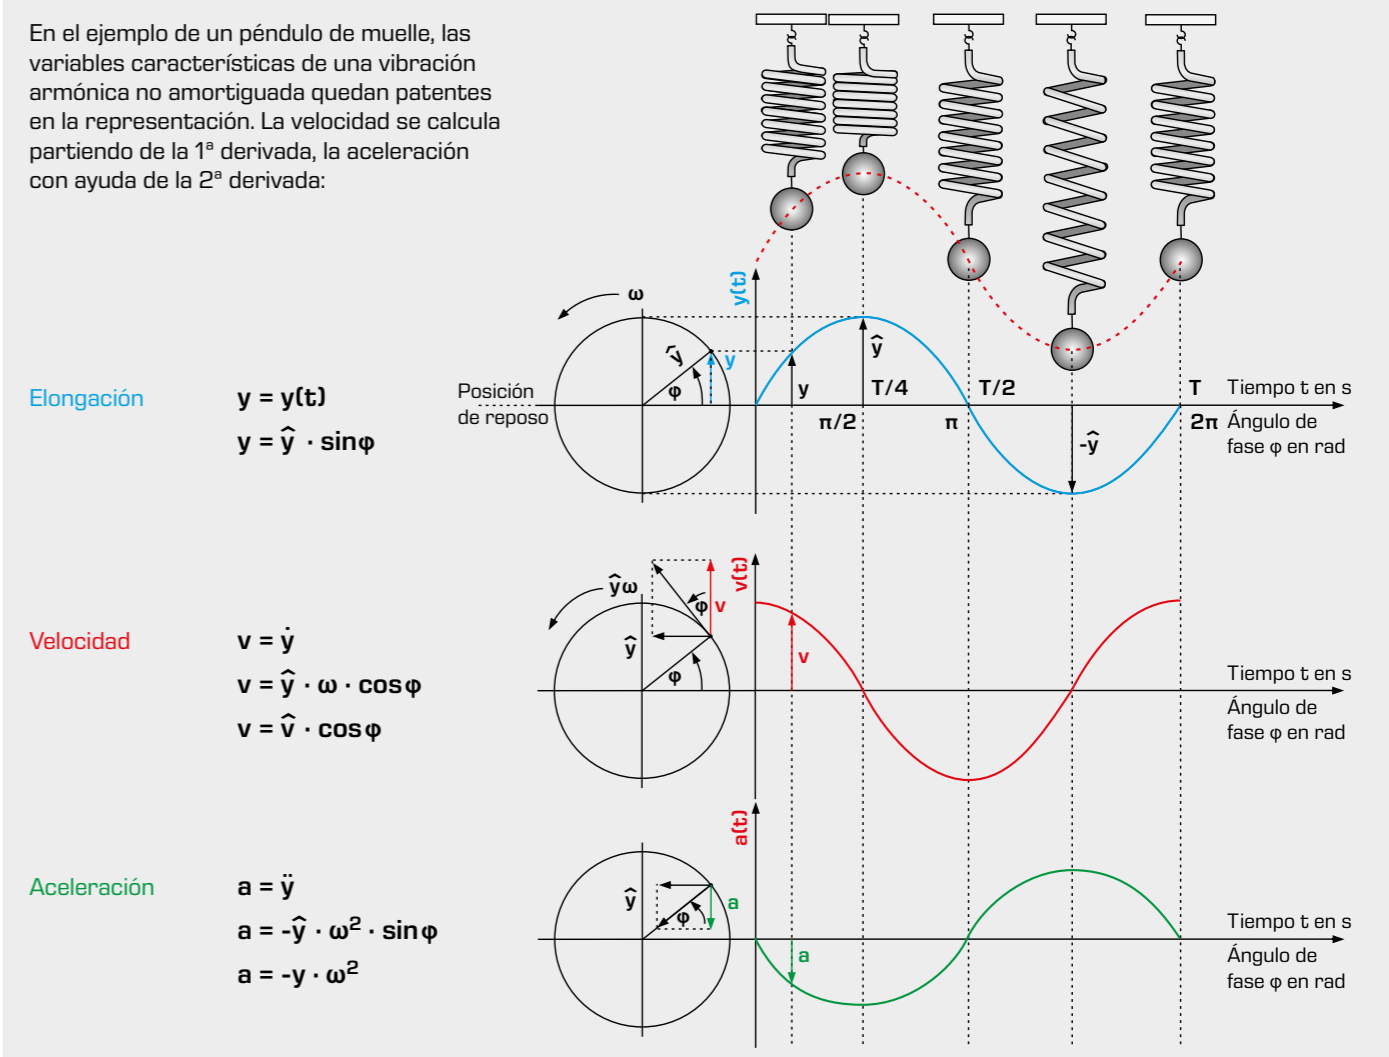 En el ejemplo de un péndulo de muelle, las
variables características de una vibración
armónica no amortiguada quedan patentes
en la representación. La velocidad se calcula
partiendo de la 1ª derivada, la aceleración
con ayuda de la 2ª derivada:
y(t)
ω
ŷ
φ
y
y
ŷ
-ŷ
Elongación
y = y(t)
y = ŷ · sinφ
Posición
de reposo
T/4
T/2
T
π/2
π
2π
Tiempo t en s
Ángulo de
fase φ en rad
v(t)
ŷω
φ
v
ŷ
φ
v
Velocidad
v = ẏ
v = ŷ · ω · cosφ
v = v̂ · cosφ
Tiempo t en s
Ángulo de
fase φ en rad
a(t)
ŷ
φ
a
a
Aceleración
a = ÿ
a = -ŷ · ω² · sinφ
a = -y · ω²
Tiempo t en s
Ángulo de
fase φ en rad